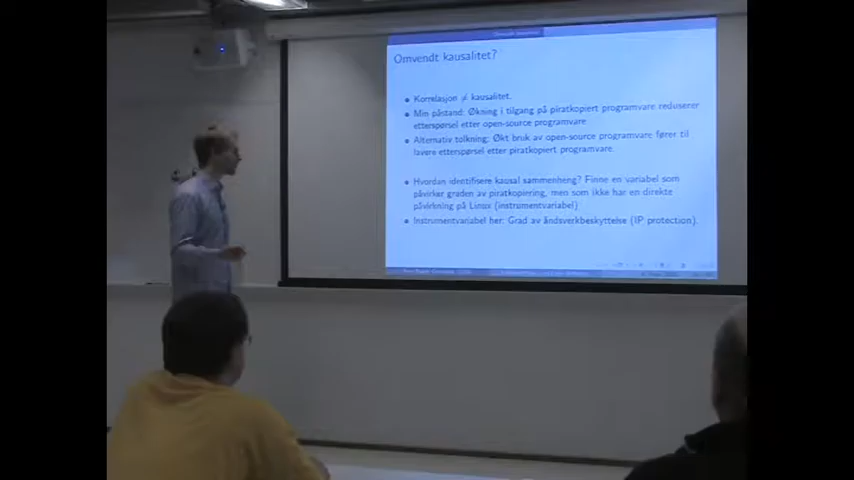 Omvendt kausalitet?
Korrelasjon ≠ kausalitet.
Min påstand: Økning i tilgang på piratkopiert programvare reduserer
etterspørsel etter open-source programvare
Alternativ tolkning: Økt bruk av open-source programvare fører til
lavere etterspørsel etter piratkopiert programvare.
Hvordan identifisere kausal sammenheng? Finne en variabel som
påvirker graden av piratkopiering, men som ikke har en direkte
påvirkning på Linux (instrumentvariabel)
Instrumentvariabel her: Grad av åndsverkbeskyttelse (IP protection).